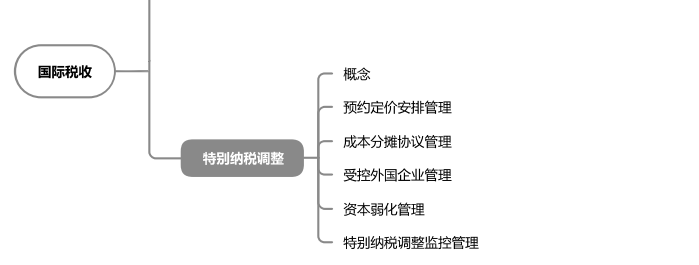 国际税收
特别纳税调整
概念
预约定价安排管理
成本分摊协议管理
受控外国企业管理
资本弱化管理
特别纳税调整监控管理